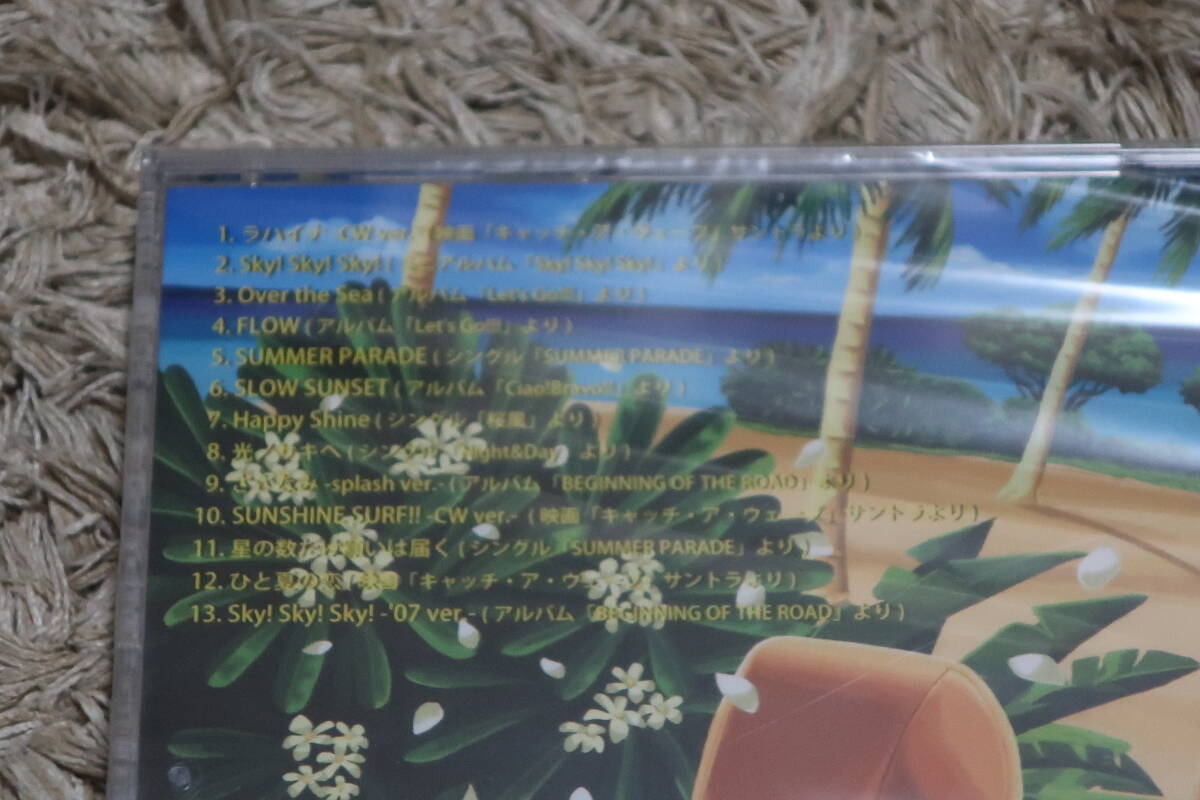 1. ラハイナ -CW ver.- (映画「キャッチ・ア・ウェーブ」サントラより)
2. Sky! Sky! Sky! ( アルバム「Sky! Sky! Sky!」より)
3. Over the Sea ( アルバム「Let's Go!!!」より)
4. FLOW ( アルバム「Let's Go!!!」より)
5. SUMMER PARADE ( シングル「SUMMER PARADE」より)
6. SLOW SUNSET ( アルバム「Ciao!Bravo!!」より)
7. Happy Shine ( シングル「桜風」より)
8. 光ノサキへ ( シングル「Night&Day」より)
9. さざなみ -splash ver.- ( アルバム「BEGINNING OF THE ROAD」より)
10. SUNSHINE SURF!! -CW ver.- ( 映画「キャッチ・ア・ウェーブ」サントラより)
11. 星の数だけ願いは届く ( シングル「SUMMER PARADE」より)
12. ひと夏の恋 (映画「キャッチ・ア・ウェーブ」サントラより)
13. Sky! Sky! Sky! -'07 ver.- ( アルバム「BEGINNING OF THE ROAD」より)